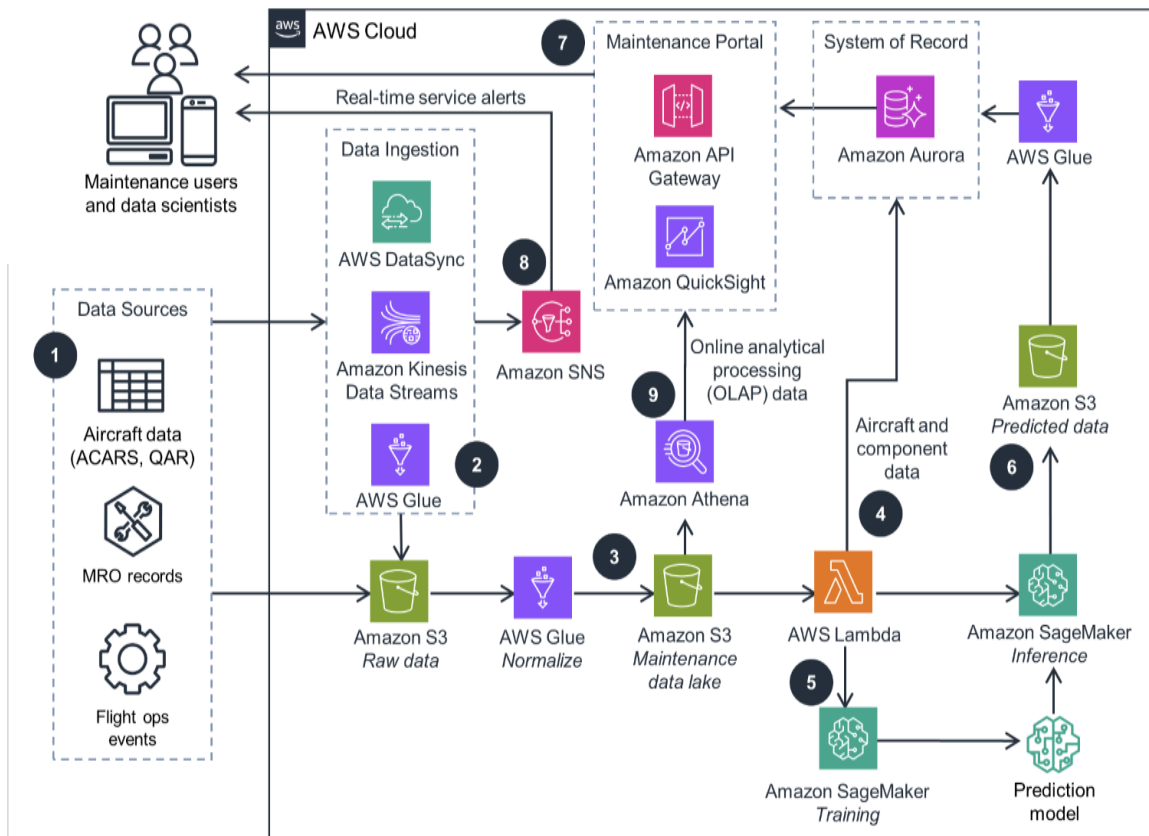 aws
AWS Cloud
7
Maintenance Portal
System of Record
Real-time service alerts
Data Ingestion
Amazon API
Gateway
Amazon Aurora
AWS Glue
Maintenance users
and data scientists
AWS DataSync
8
Amazon QuickSight
Data Sources
1
Amazon Kinesis
Data Streams
Amazon SNS
Online analytical
processing
(OLAP) data
9
Amazon S3
Predicted data
Aircraft data
(ACARS, QAR)
2
AWS Glue
Amazon Athena
Aircraft and
component
data
6
4
MRO records
3
Amazon S3
Raw data
AWS Glue
Normalize
Amazon S3
Maintenance
data lake
AWS Lambda
Amazon SageMaker
Inference
5
Flight ops
events
Amazon SageMaker
Training
Prediction
model